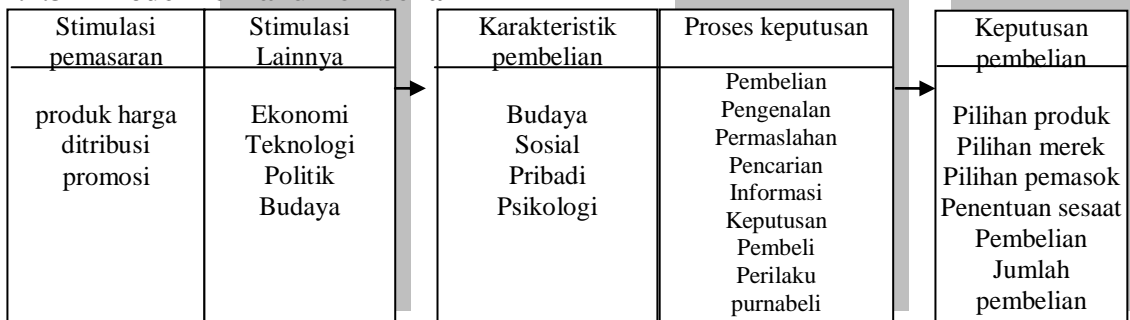 Stimulasi
pemasaran
produk harga
ditribusi
promosi
Stimulasi
Lainnya
Ekonomi
Teknologi
Politik
Budaya
Karakteristik
pembelian
Budaya
Sosial
Pribadi
Psikologi
Proses keputusan
Pembelian
Pengenalan
Permaslahan
Pencarian
Informasi
Keputusan
Pembeli
Perilaku
purnabeli
Keputusan
pembelian
Pilihan produk
Pilihan merek
Pilihan pemasok
Penentuan sesaat
Pembelian
Jumlah
pembelian